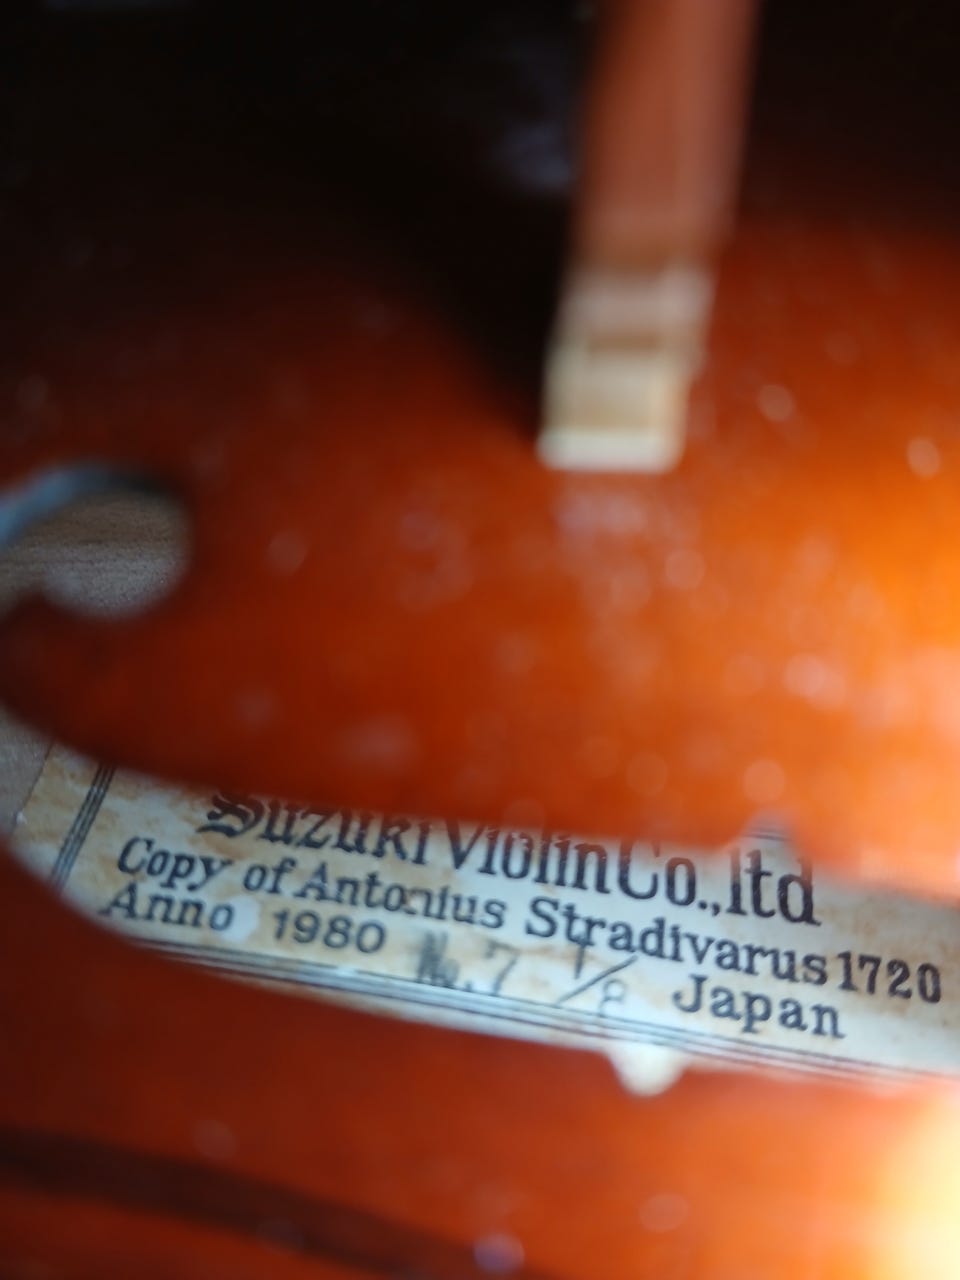 Suzuki Violin Co., ltd
Copy of Antonius Stradivarus 1720
Anno 1980 No. 7 1/8 Japan